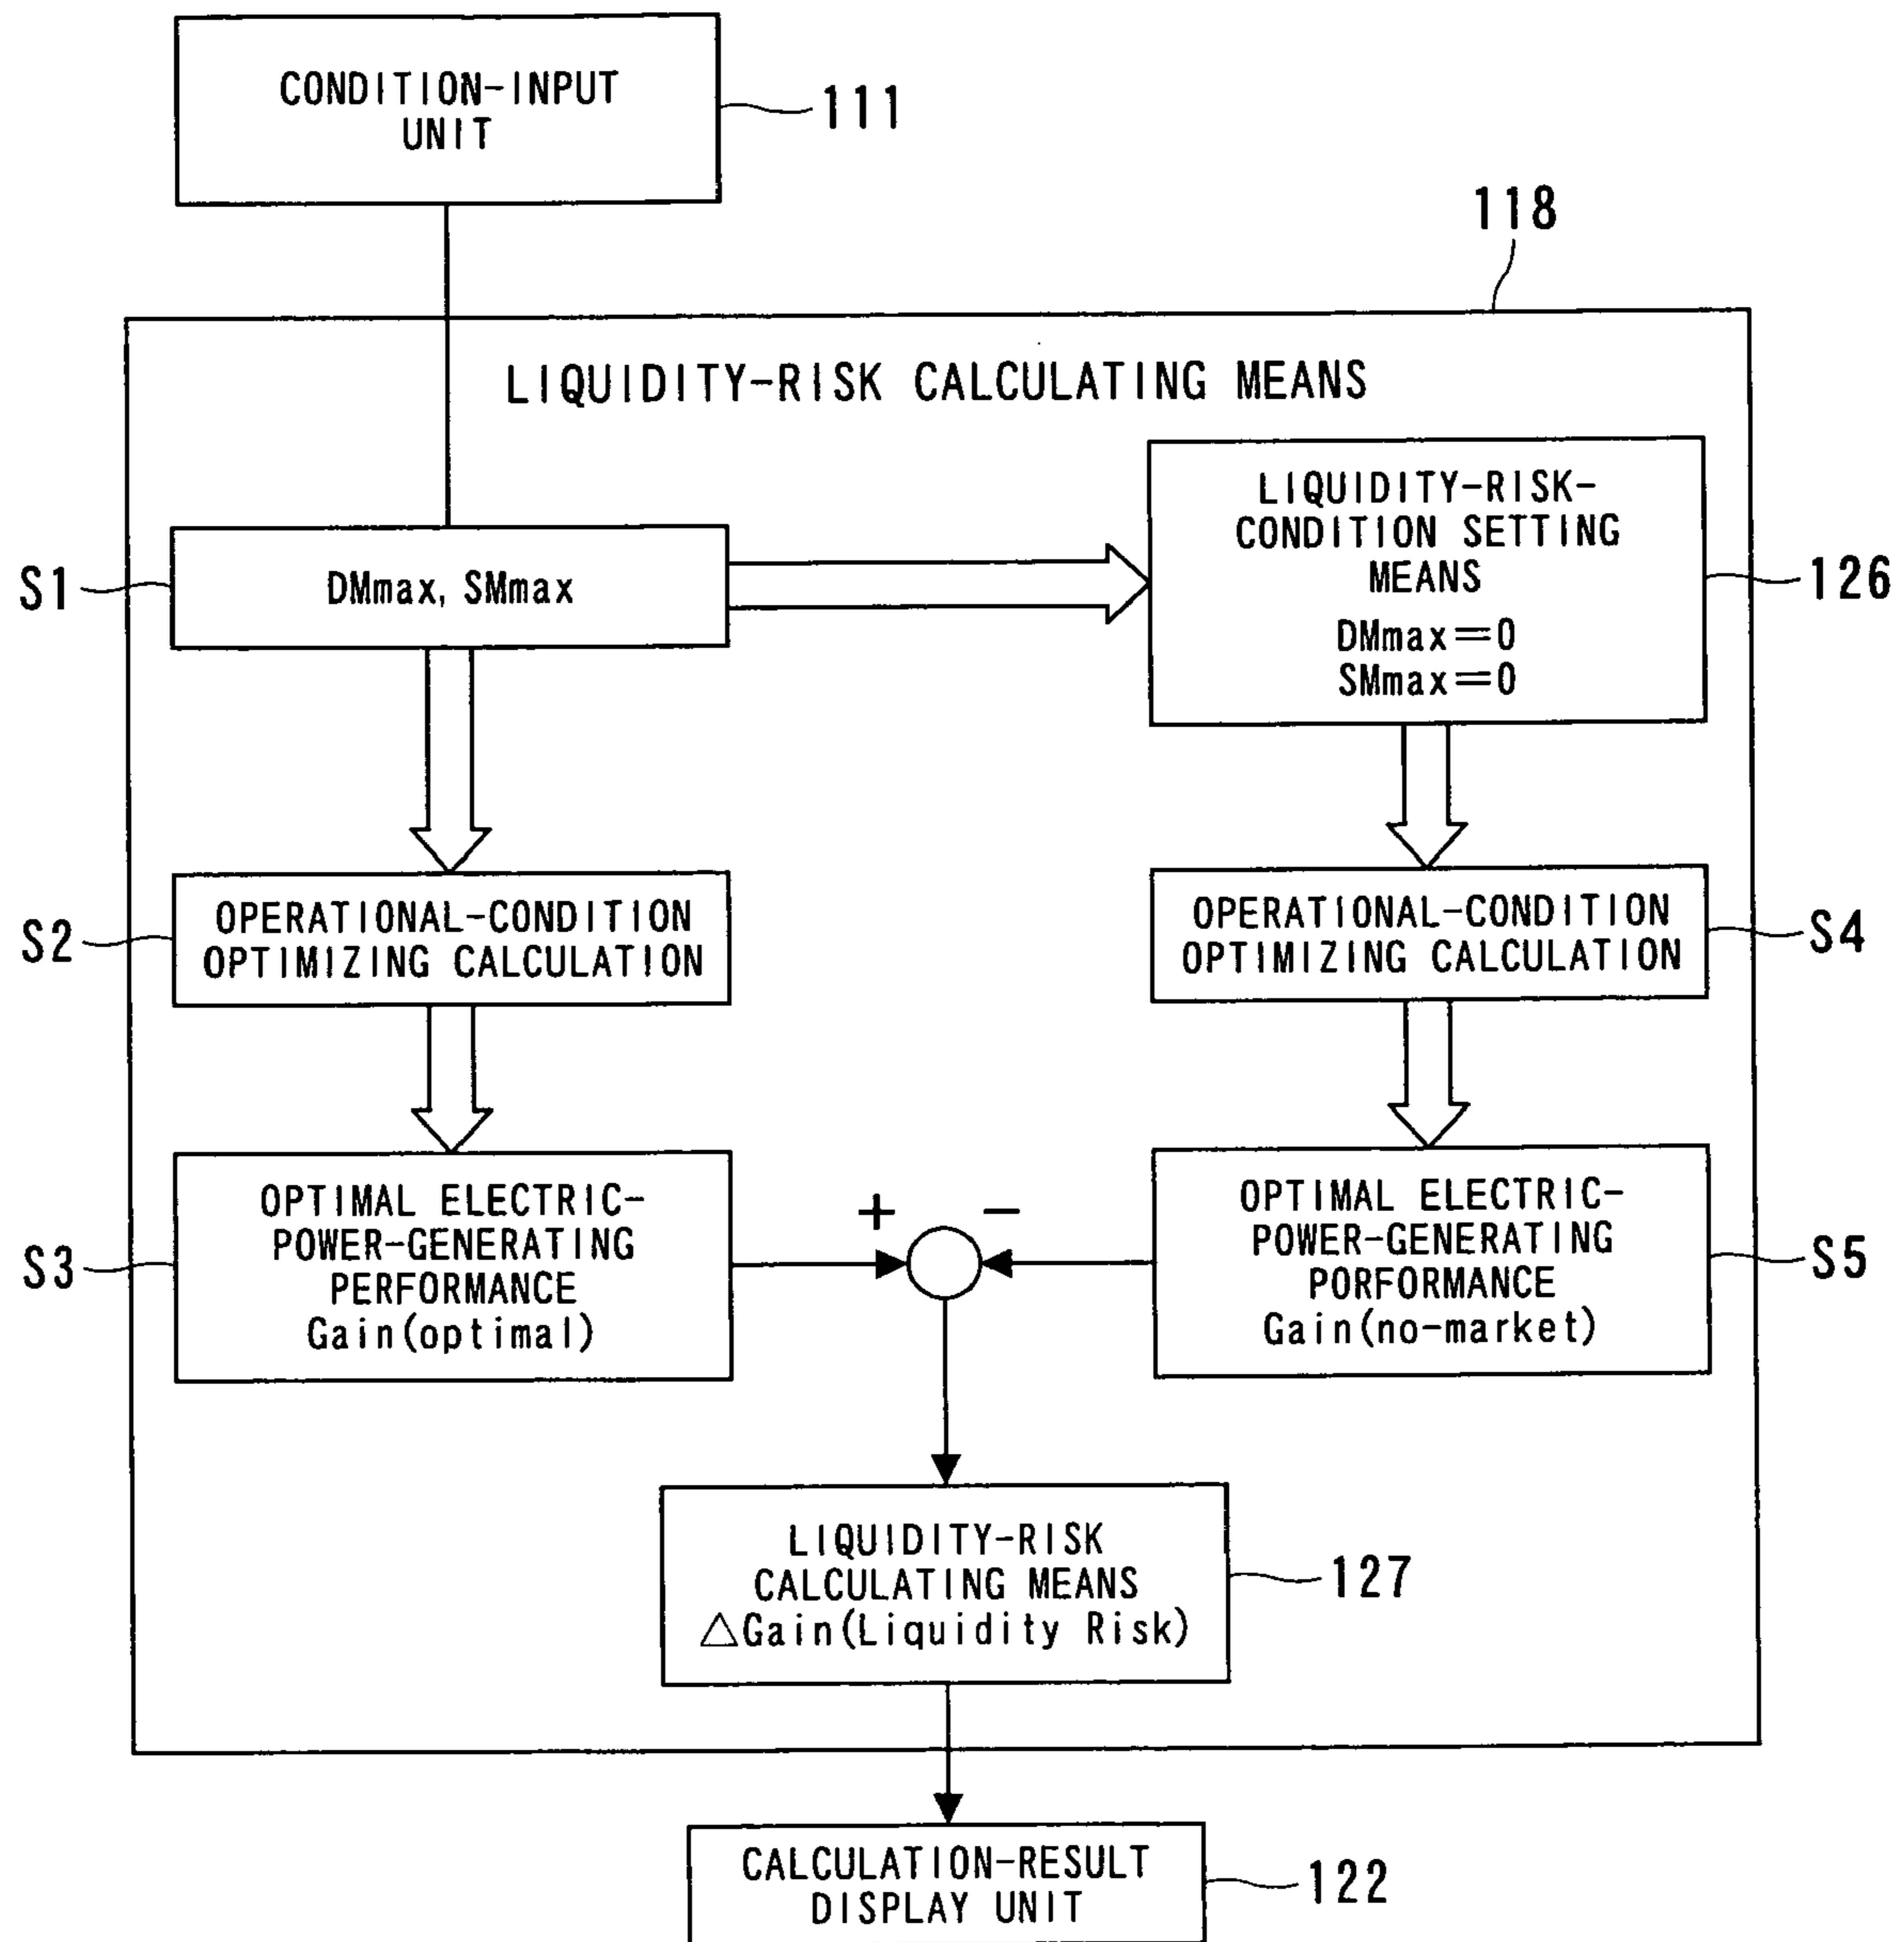 CONDITION-INPUT
UNIT
111
118
LIQUIDITY-RISK CALCULATING MEANS
S1
DMmax, SMmax
LIQUIDITY-RISK-
CONDITION SETTING
MEANS
DMmax=0
SMmax=0
126
S2
OPERATIONAL-CONDITION
OPTIMIZING CALCULATION
OPERATIONAL-CONDITION
OPTIMIZING CALCULATION
S4
S3
OPTIMAL ELECTRIC-
POWER-GENERATING
PERFORMANCE
Gain(optimal)
+ −
OPTIMAL ELECTRIC-
POWER-GENERATING
PORFORMANCE
Gain(no-market)
S5
LIQUIDITY-RISK
CALCULATING MEANS
△Gain(Liquidity Risk)
127
CALCULATION-RESULT
DISPLAY UNIT
122